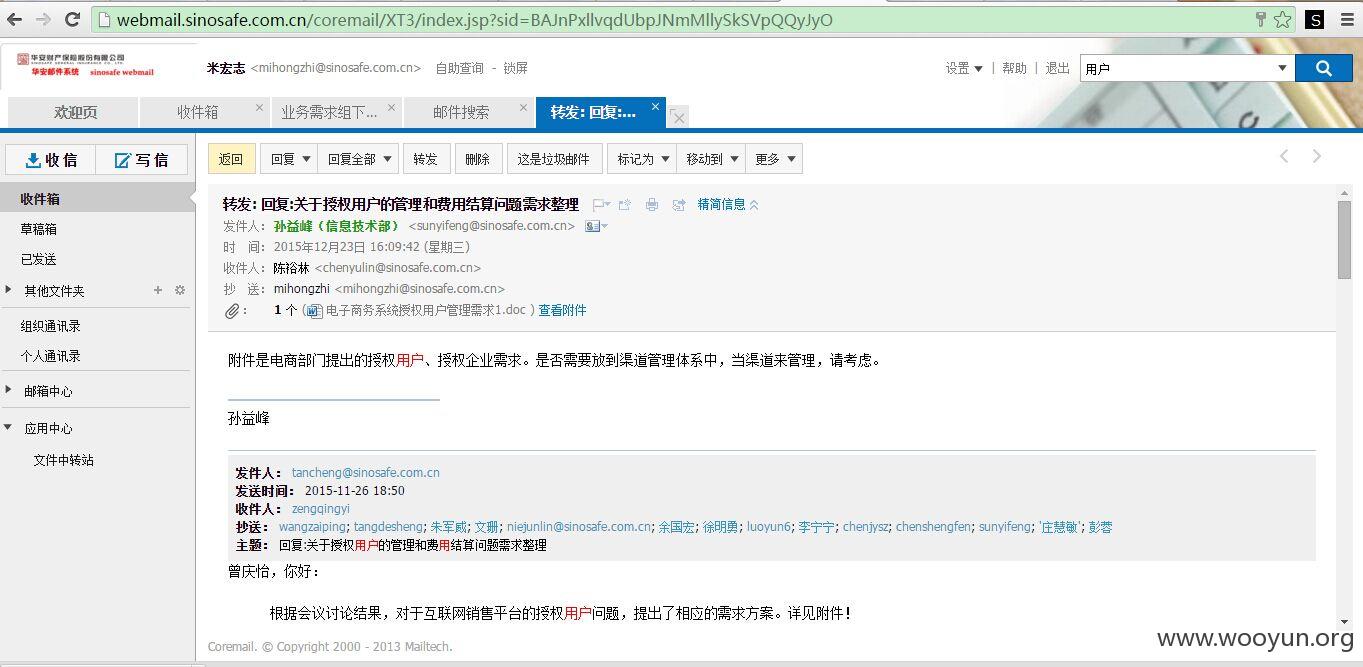 webmail.sinosafe.com.cn/coremail/XT3/index.jsp?sid=BAJnPxllvqdUbpJNmMllySkSVpQQyJyO
华安财产保险股份有限公司
华安邮件系统 sinosafe webmail
米宏志 <mihongzhi@sinosafe.com.cn> 自助查询 - 锁屏
设置 | 帮助 | 退出 用户
欢迎页 收件箱 业务需求组下... 邮件搜索 转发: 回复:...
收信 写信
返回 回复 回复全部 转发 删除 这是垃圾邮件 标记为 移动到 更多
收件箱
草稿箱
已发送
其他文件夹
组织通讯录
个人通讯录
邮箱中心
应用中心
文件中转站
转发: 回复:关于授权用户的管理和费用结算问题需求整理 精简信息
发件人: 孙益峰（信息技术部） <sunyifeng@sinosafe.com.cn>
时 间: 2015年12月23日 16:09:42 (星期三)
收件人: 陈裕林 <chenyulin@sinosafe.com.cn>
抄 送: mihongzhi <mihongzhi@sinosafe.com.cn>
: 1 个 ( 电子商务系统授权用户管理需求1.doc ) 查看附件
附件是电商部门提出的授权用户、授权企业需求。是否需要放到渠道管理体系中，当渠道来管理，请考虑。
孙益峰
发件人: tancheng@sinosafe.com.cn
发送时间: 2015-11-26 18:50
收件人: zengqingyi
抄送: wangzaiping; tangdesheng; 朱军威; 文珊; niejunlin@sinosafe.com.cn; 余国宏; 徐明勇; luoyun6; 李宁宁; chenjysz; chenshengfen; sunyifeng; '庄慧敏'; 彭蓉
主题: 回复:关于授权用户的管理和费用结算问题需求整理
曾庆怡，你好：
根据会议讨论结果，对于互联网销售平台的授权用户问题，提出了相应的需求方案。详见附件！
Coremail. © Copyright 2000 - 2013 Mailtech.
www.wooyun.org